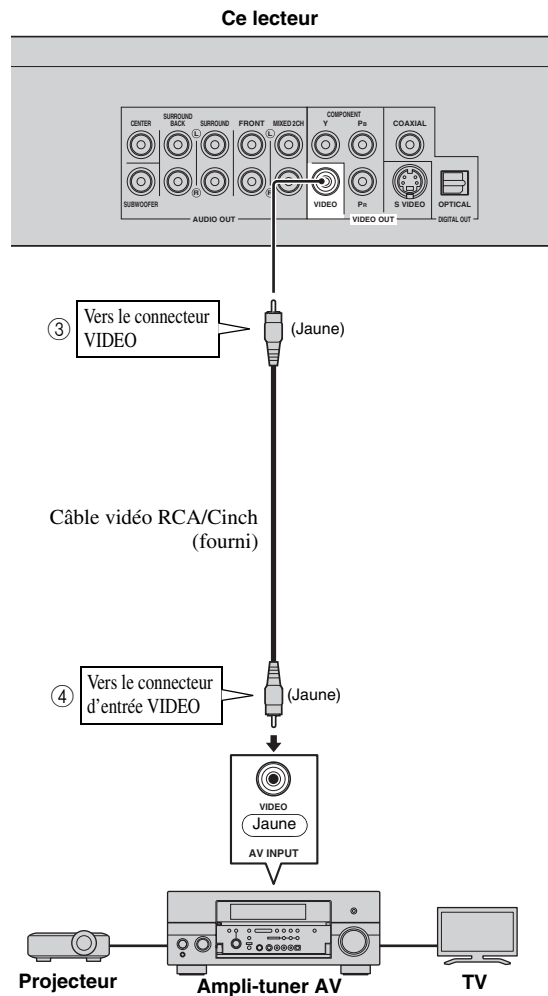 Ce lecteur
CENTER
SURROUND
BACK
SURROUND
FRONT
MIXED 2CH
COMPONENT
Y
PB
COAXIAL
L
L
R
R
SUBWOOFER
VIDEO
PR
S VIDEO
OPTICAL
AUDIO OUT
VIDEO OUT
DIGITAL OUT
③
Vers le connecteur
VIDEO
(Jaune)
Câble vidéo RCA/Cinch
(fourni)
④
Vers le connecteur
d'entrée VIDEO
(Jaune)
VIDEO
Jaune
AV INPUT
Projecteur
Ampli-tuner AV
TV